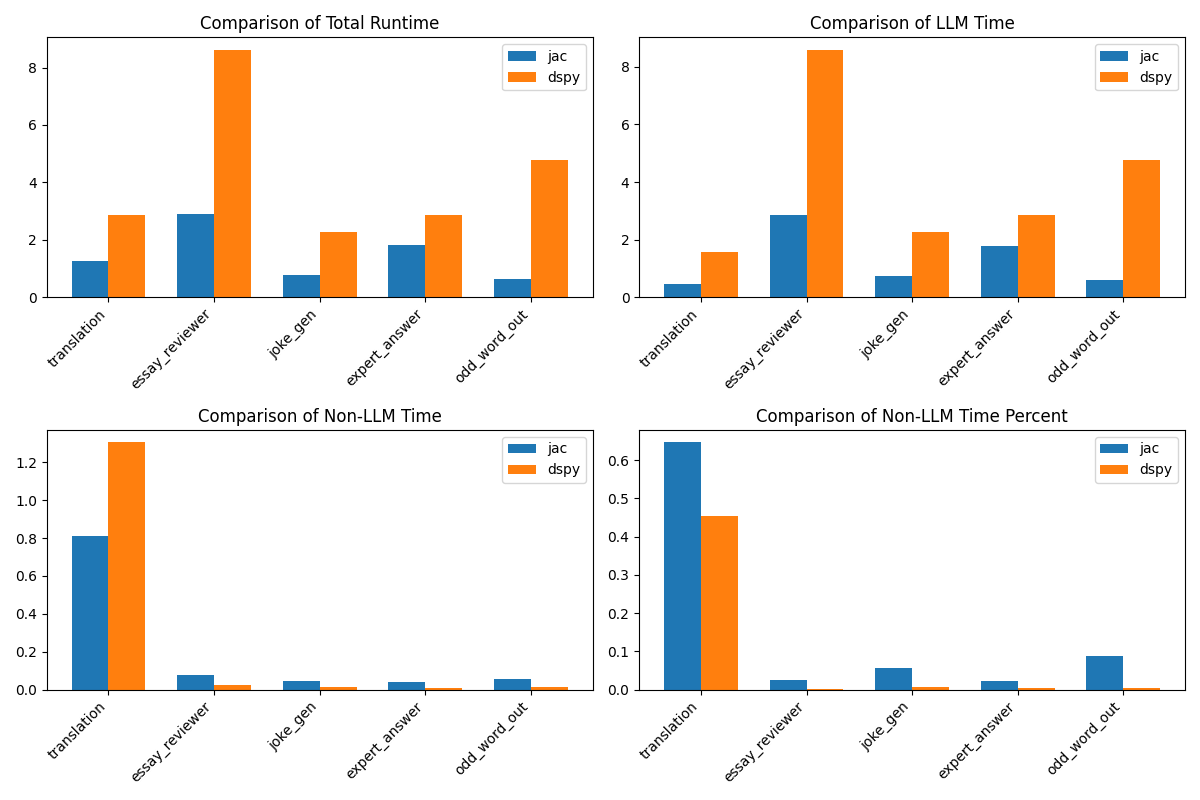 Comparison of Total Runtime
jac
dspy
8
6
4
2
0
translation
essay_reviewer
joke_gen
expert_answer
odd_word_out
Comparison of LLM Time
jac
dspy
8
6
4
2
0
translation
essay_reviewer
joke_gen
expert_answer
odd_word_out
Comparison of Non-LLM Time
jac
dspy
1.2
1.0
0.8
0.6
0.4
0.2
0.0
translation
essay_reviewer
joke_gen
expert_answer
odd_word_out
Comparison of Non-LLM Time Percent
jac
dspy
0.6
0.5
0.4
0.3
0.2
0.1
0.0
translation
essay_reviewer
joke_gen
expert_answer
odd_word_out